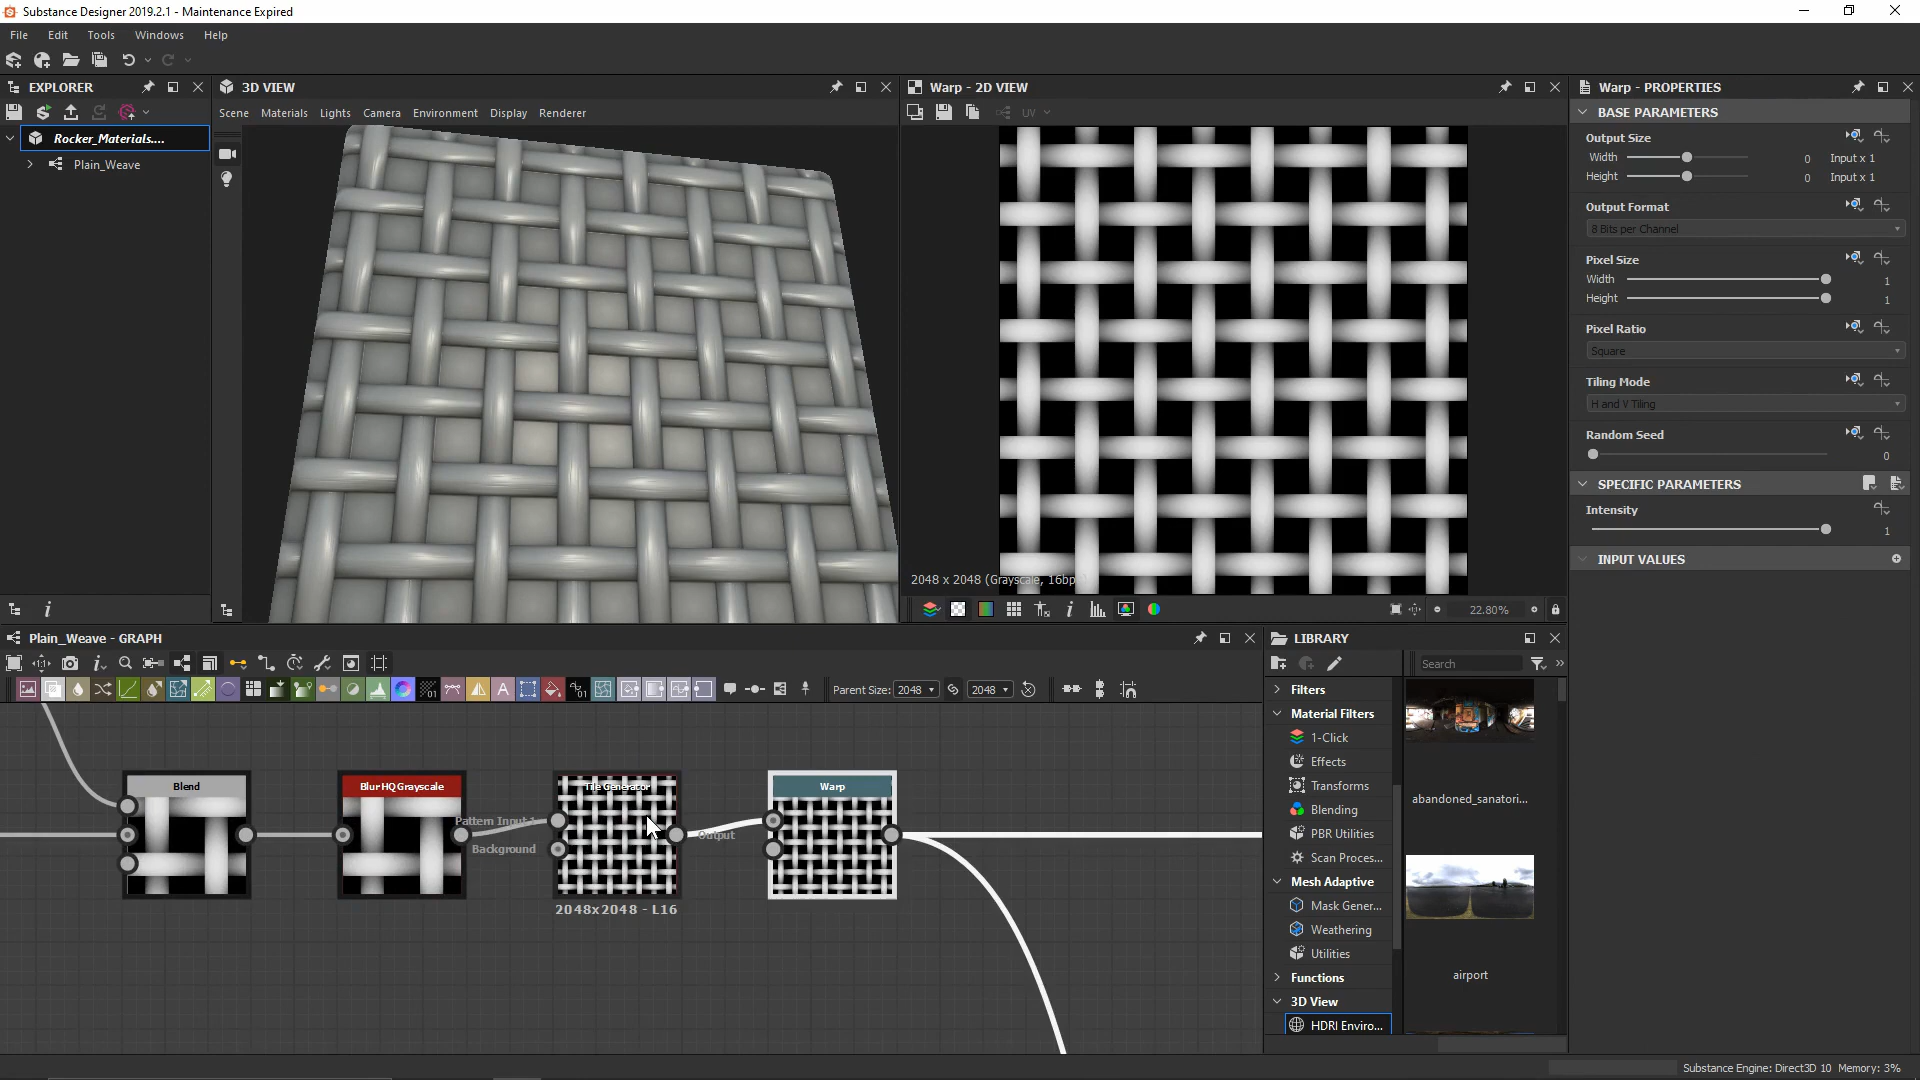 Substance Designer 2019.2.1 - Maintenance Expired
File Edit Tools Windows Help
EXPLORER
Rocker_Materials....
Plain_Weave
3D VIEW
Scene Materials Lights Camera Environment Display Renderer
Warp - 2D VIEW
UV
2048 x 2048 (Grayscale, 16bp
22.80%
Warp - PROPERTIES
BASE PARAMETERS
Output Size
Width 0 Input x 1
Height 0 Input x 1
Output Format
8 Bits per Channel
Pixel Size
Width 1
Height 1
Pixel Ratio
Square
Tiling Mode
H and V Tiling
Random Seed
0
SPECIFIC PARAMETERS
Intensity
1
INPUT VALUES
Plain_Weave - GRAPH
Parent Size: 2048 2048
Blend
Blur HQ Grayscale
Tile Generator
Warp
Pattern Input 1
Background
Output
2048x2048 - L16
LIBRARY
Search
Filters
Material Filters
1-Click
Effects
Transforms
Blending
PBR Utilities
Scan Proces...
Mesh Adaptive
Mask Gener...
Weathering
Utilities
Functions
3D View
HDRI Enviro...
abandoned_sanatori...
airport
Substance Engine: Direct3D 10 Memory: 3%